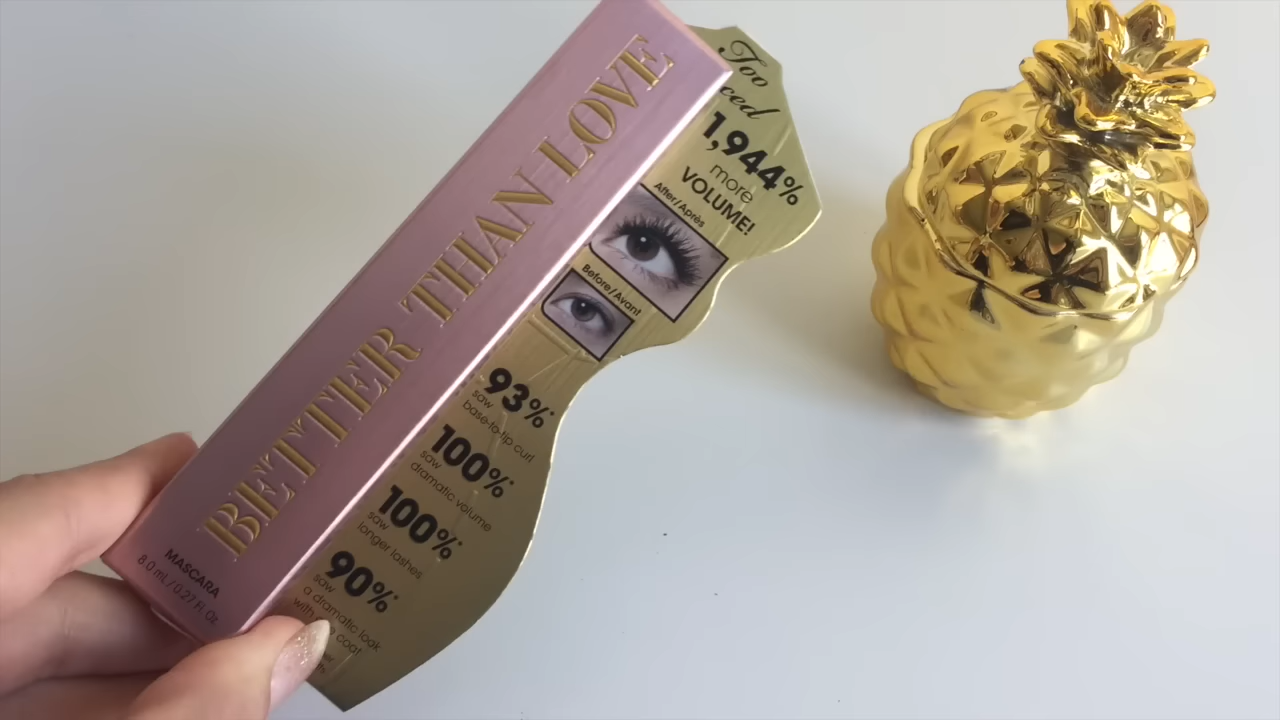 BETTER THAN LOVE
MASCARA
8.0 mL / 0.27 Fl. Oz.
Too
ced
1,944%
more
VOLUME!
After/Après
Before/Avant
93%*
saw
base-to-tip curl
100%*
saw
dramatic volume
100%*
saw
longer lashes
90%*
saw
a dramatic look
with coat